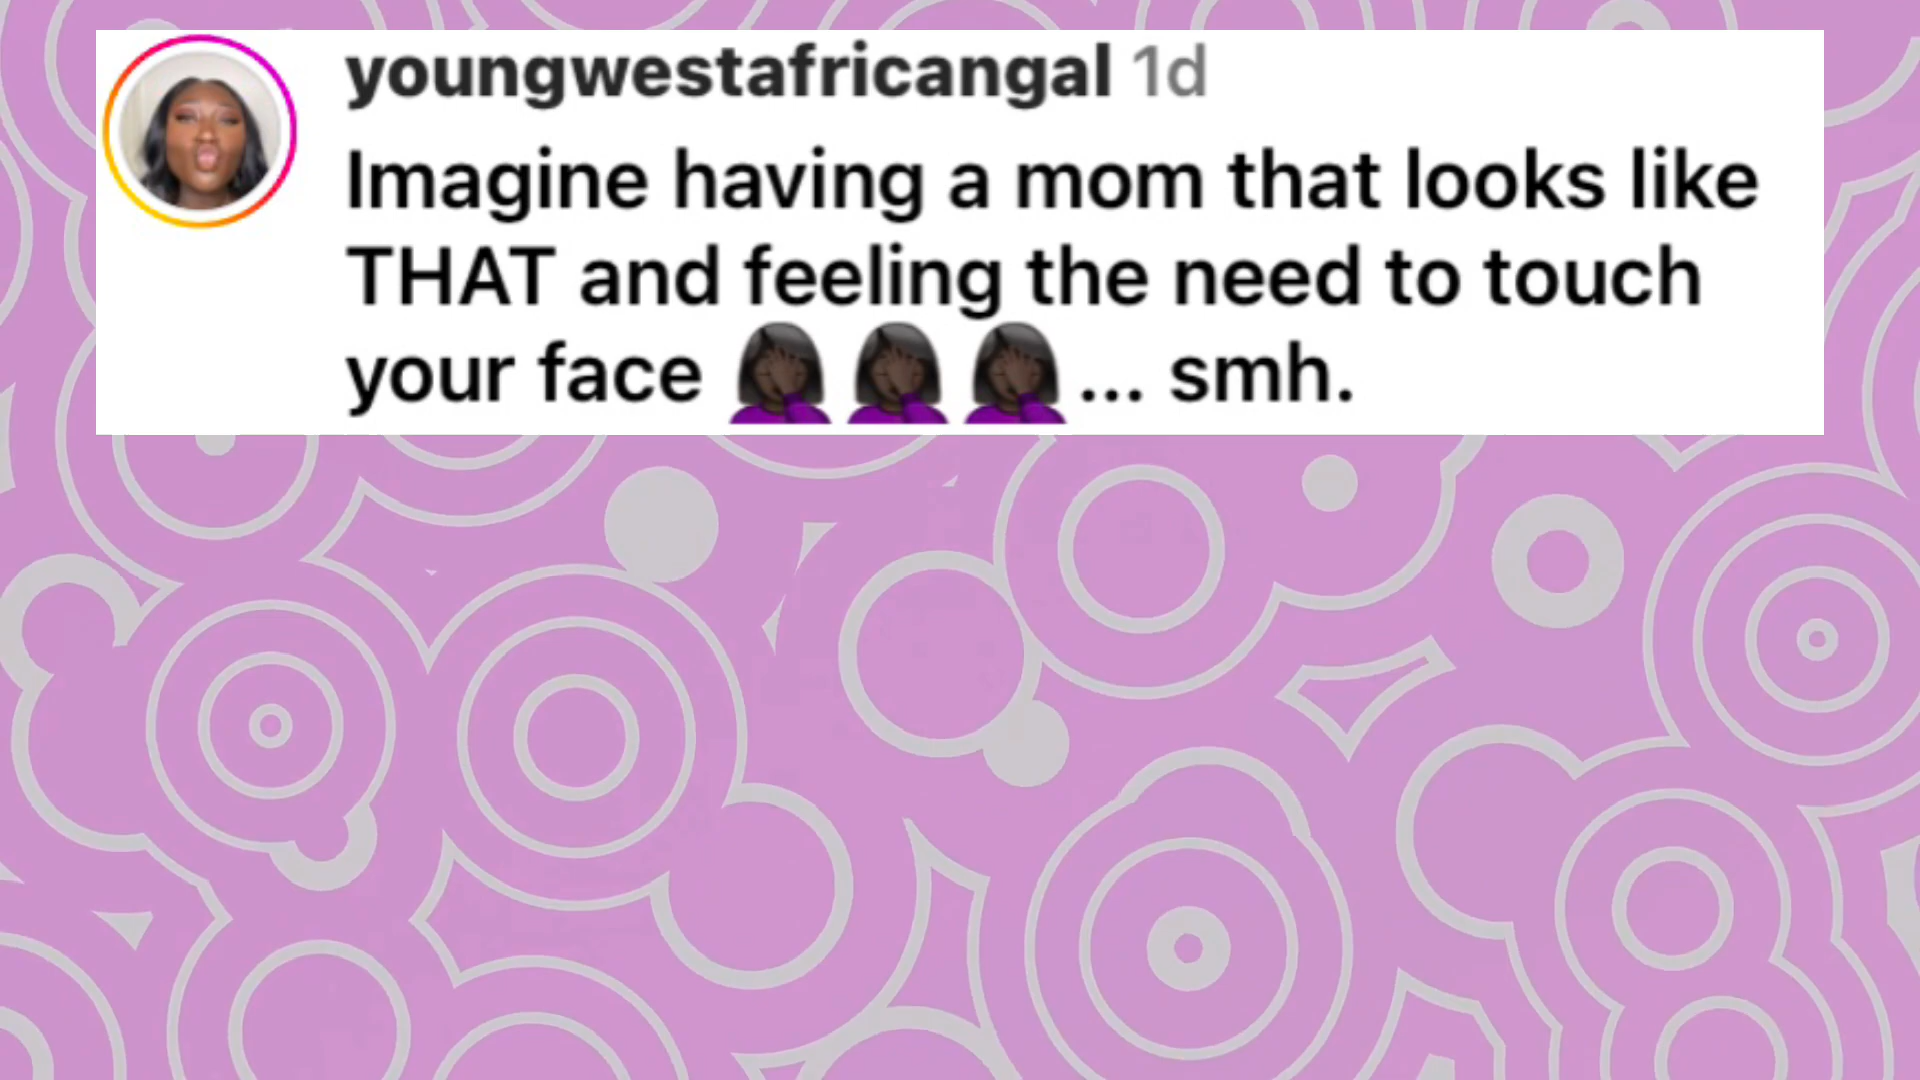 youngwestafricangal 1d
Imagine having a mom that looks like
THAT and feeling the need to touch
your face 🤦🏿‍♀️🤦🏿‍♀️🤦🏿‍♀️... smh.